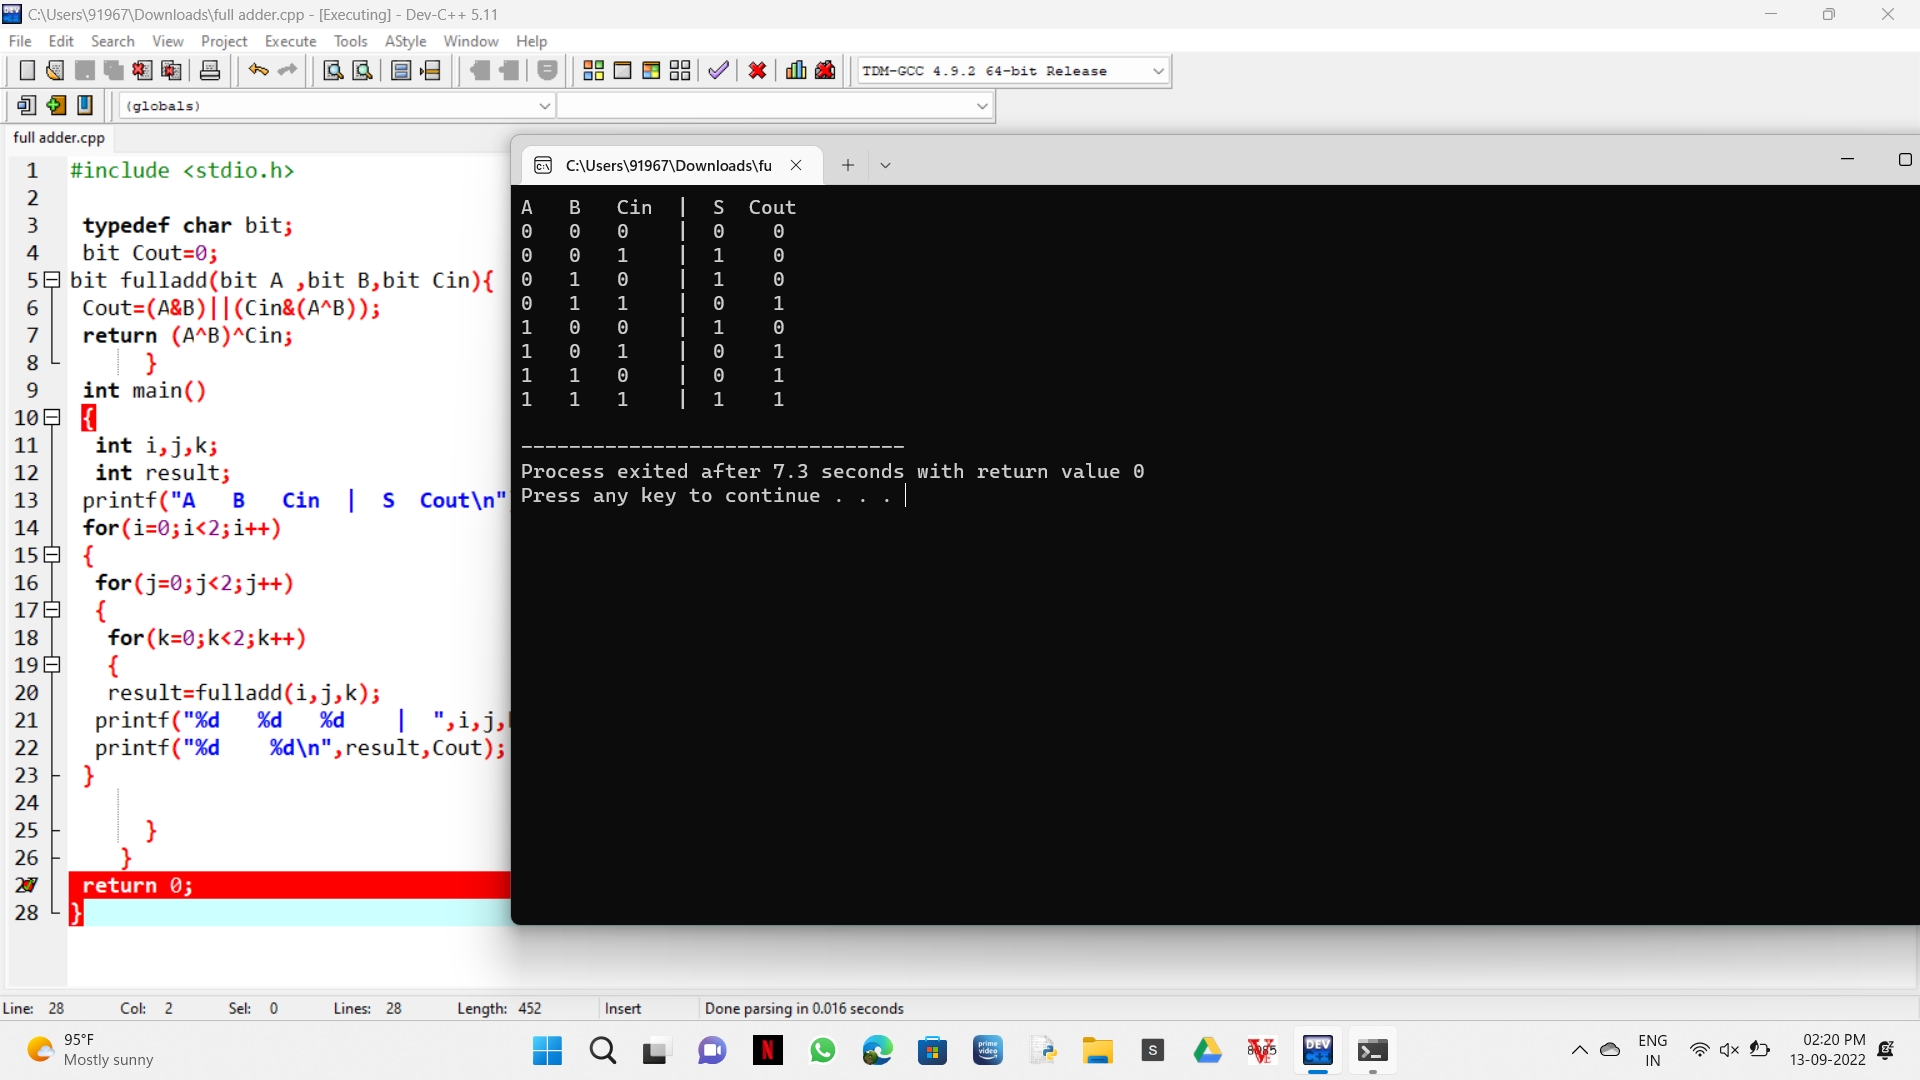 C:\Users\91967\Downloads\full adder.cpp - [Executing] - Dev-C++ 5.11
File Edit Search View Project Execute Tools AStyle Window Help
TDM-GCC 4.9.2 64-bit Release
(globals)
full adder.cpp
1 #include <stdio.h>
2
3 typedef char bit;
4 bit Cout=0;
5 bit fulladd(bit A ,bit B,bit Cin){
6 Cout=(A&B)||(Cin&(A^B));
7 return (A^B)^Cin;
8 }
9 int main()
10 {
11 int i,j,k;
12 int result;
13 printf("A   B   Cin  |  S  Cout\n"
14 for(i=0;i<2;i++)
15 {
16 for(j=0;j<2;j++)
17 {
18 for(k=0;k<2;k++)
19 {
20 result=fulladd(i,j,k);
21 printf("%d   %d   %d    |  ",i,j,
22 printf("%d    %d\n",result,Cout);
23 }
24
25 }
26 }
27 return 0;
28 }
C:\Users\91967\Downloads\fu
A   B   Cin  |  S  Cout
0   0   0    |  0    0
0   0   1    |  1    0
0   1   0    |  1    0
0   1   1    |  0    1
1   0   0    |  1    0
1   0   1    |  0    1
1   1   0    |  0    1
1   1   1    |  1    1
--------------------------------
Process exited after 7.3 seconds with return value 0
Press any key to continue . . .
Line: 28 Col: 2 Sel: 0 Lines: 28 Length: 452 Insert Done parsing in 0.016 seconds
95°F
Mostly sunny
prime video
S
8085
DEV C++
ENG
IN
02:20 PM
13-09-2022